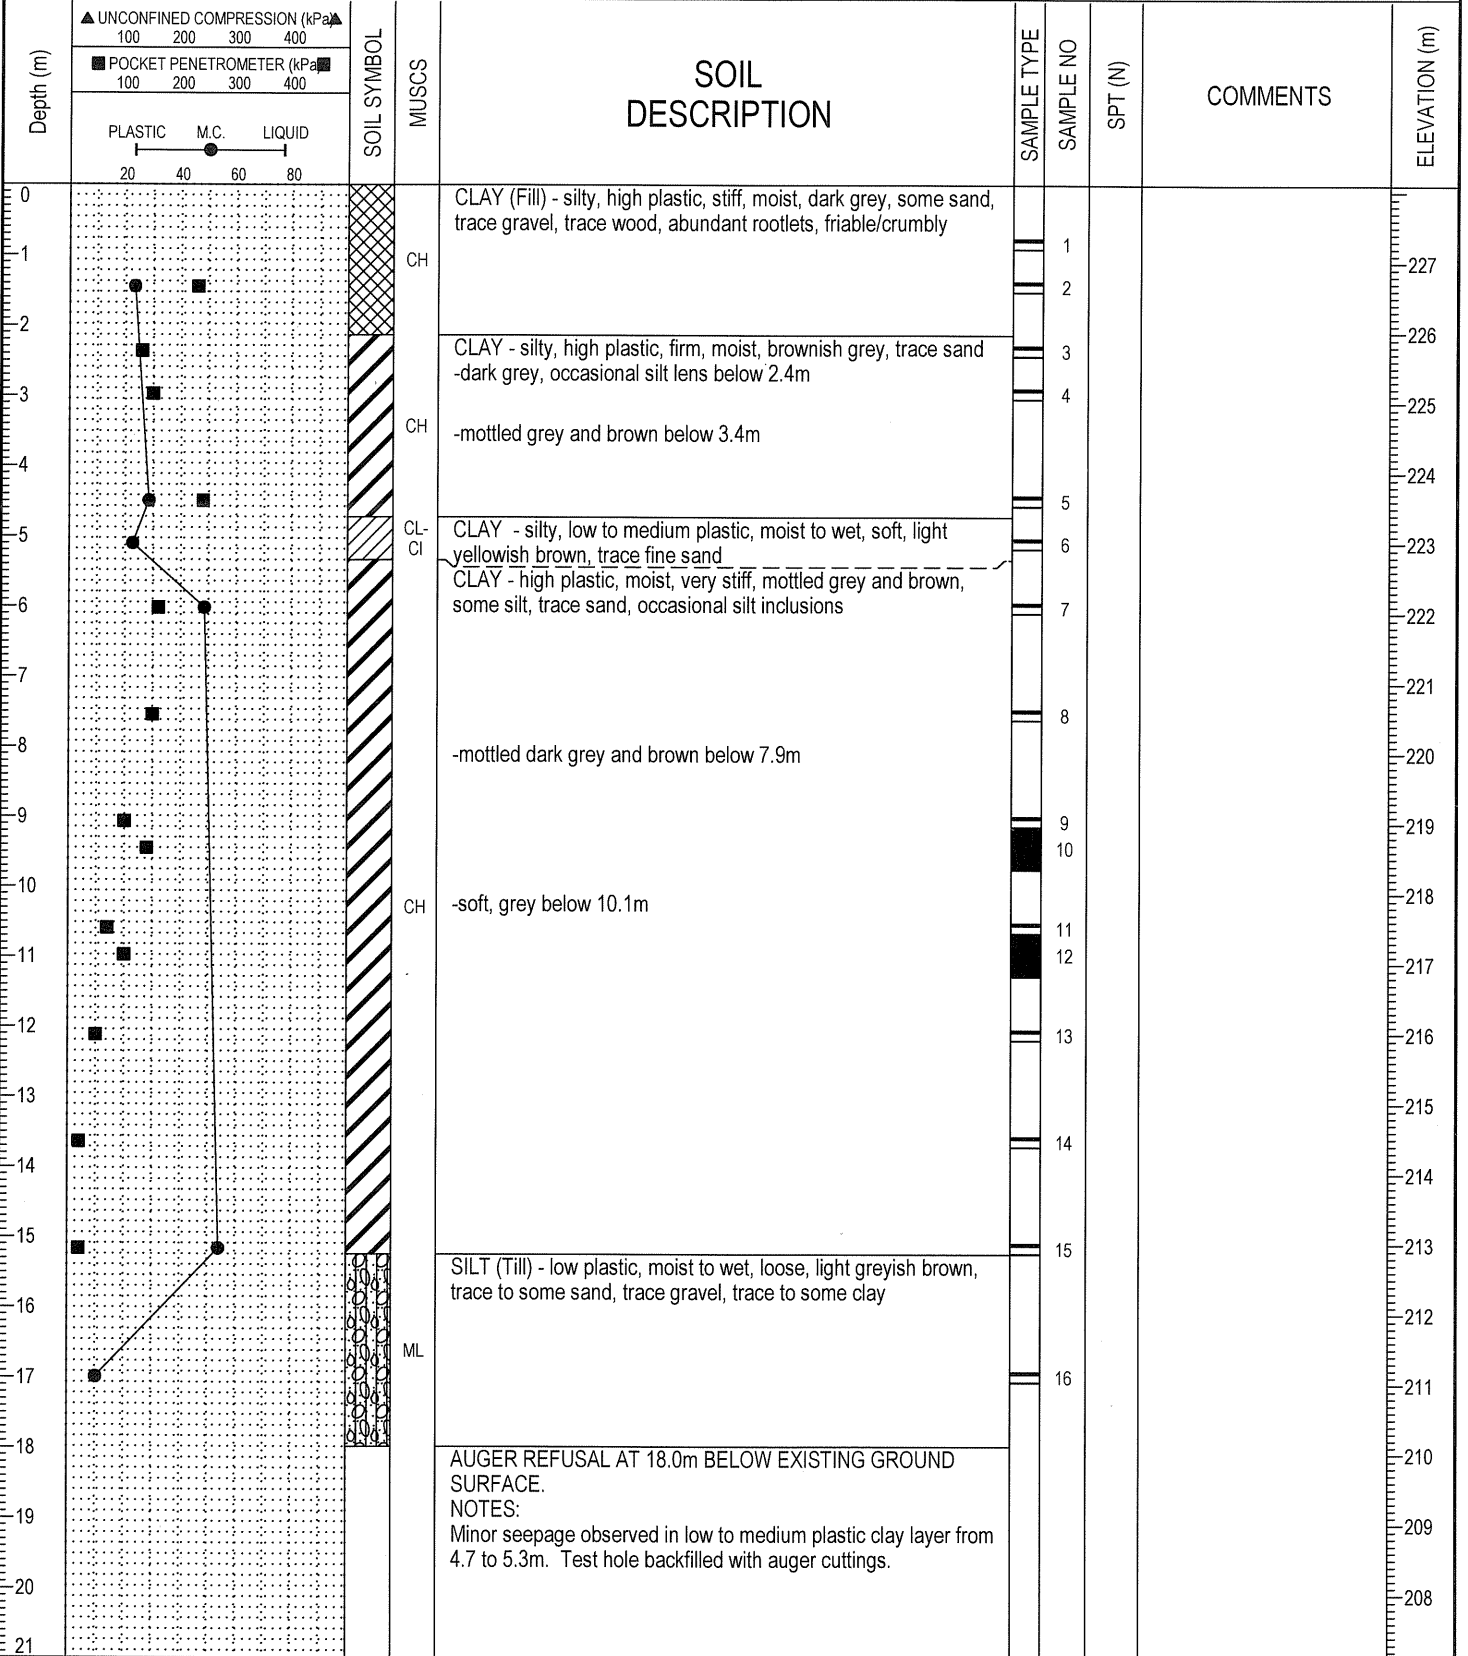 Depth (m)
▲ UNCONFINED COMPRESSION (kPa) ▲
100 200 300 400
■ POCKET PENETROMETER (kPa) ■
100 200 300 400
PLASTIC M.C. LIQUID
20 40 60 80
SOIL SYMBOL
MUSCS
SOIL
DESCRIPTION
SAMPLE TYPE
SAMPLE NO
SPT (N)
COMMENTS
ELEVATION (m)
0
1
2
3
4
5
6
7
8
9
10
11
12
13
14
15
16
17
18
19
20
21
CH
CH
CL-
CI
CH
ML
CLAY (Fill) - silty, high plastic, stiff, moist, dark grey, some sand,
trace gravel, trace wood, abundant rootlets, friable/crumbly
CLAY - silty, high plastic, firm, moist, brownish grey, trace sand
-dark grey, occasional silt lens below 2.4m
-mottled grey and brown below 3.4m
CLAY - silty, low to medium plastic, moist to wet, soft, light
yellowish brown, trace fine sand
CLAY - high plastic, moist, very stiff, mottled grey and brown,
some silt, trace sand, occasional silt inclusions
-mottled dark grey and brown below 7.9m
-soft, grey below 10.1m
SILT (Till) - low plastic, moist to wet, loose, light greyish brown,
trace to some sand, trace gravel, trace to some clay
AUGER REFUSAL AT 18.0m BELOW EXISTING GROUND
SURFACE.
NOTES:
Minor seepage observed in low to medium plastic clay layer from
4.7 to 5.3m. Test hole backfilled with auger cuttings.
1
2
3
4
5
6
7
8
9
10
11
12
13
14
15
16
227
226
225
224
223
222
221
220
219
218
217
216
215
214
213
212
211
210
209
208